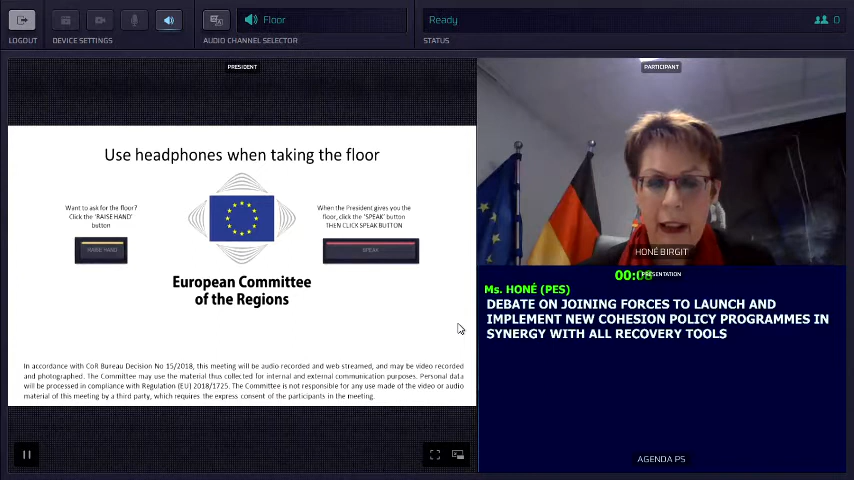 LOGOUT
DEVICE SETTINGS
AUDIO CHANNEL SELECTOR
Floor
Ready
STATUS
0
PRESIDENT
Use headphones when taking the floor
Want to ask for the floor?
Click the 'RAISE HAND'
button
RAISE HAND
When the President gives you the
floor, click the 'SPEAK' button
THEN CLICK SPEAK BUTTON
SPEAK
European Committee
of the Regions
In accordance with CoR Bureau Decision No 15/2018, this meeting will be audio recorded and web streamed, and may be video recorded
and photographed. The Committee may use the material thus collected for internal and external communication purposes. Personal data
will be processed in compliance with Regulation (EU) 2018/1725. The Committee is not responsible for any use made of the video or audio
material of this meeting by a third party, which requires the express consent of the participants in the meeting.
PARTICIPANT
HONÉ BIRGIT
PRESENTATION
Ms. HONÉ (PES)
DEBATE ON JOINING FORCES TO LAUNCH AND
IMPLEMENT NEW COHESION POLICY PROGRAMMES IN
SYNERGY WITH ALL RECOVERY TOOLS
AGENDA PS